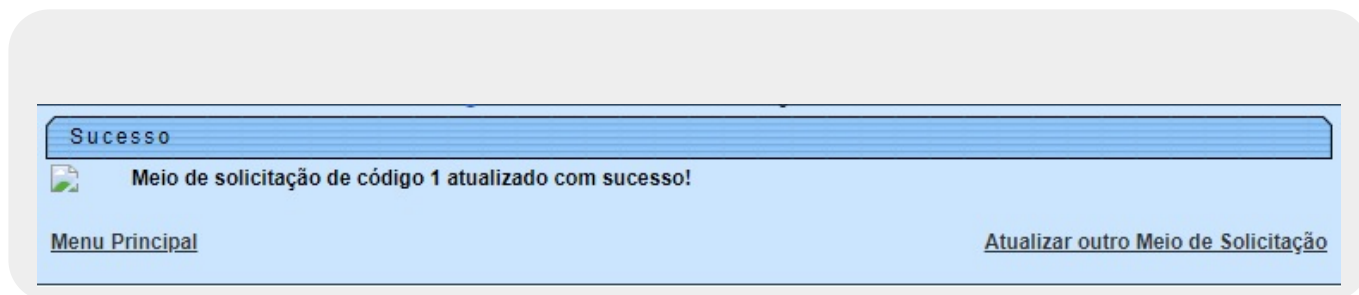 Sucesso
Meio de solicitação de código 1 atualizado com sucesso!
Menu Principal
Atualizar outro Meio de Solicitação